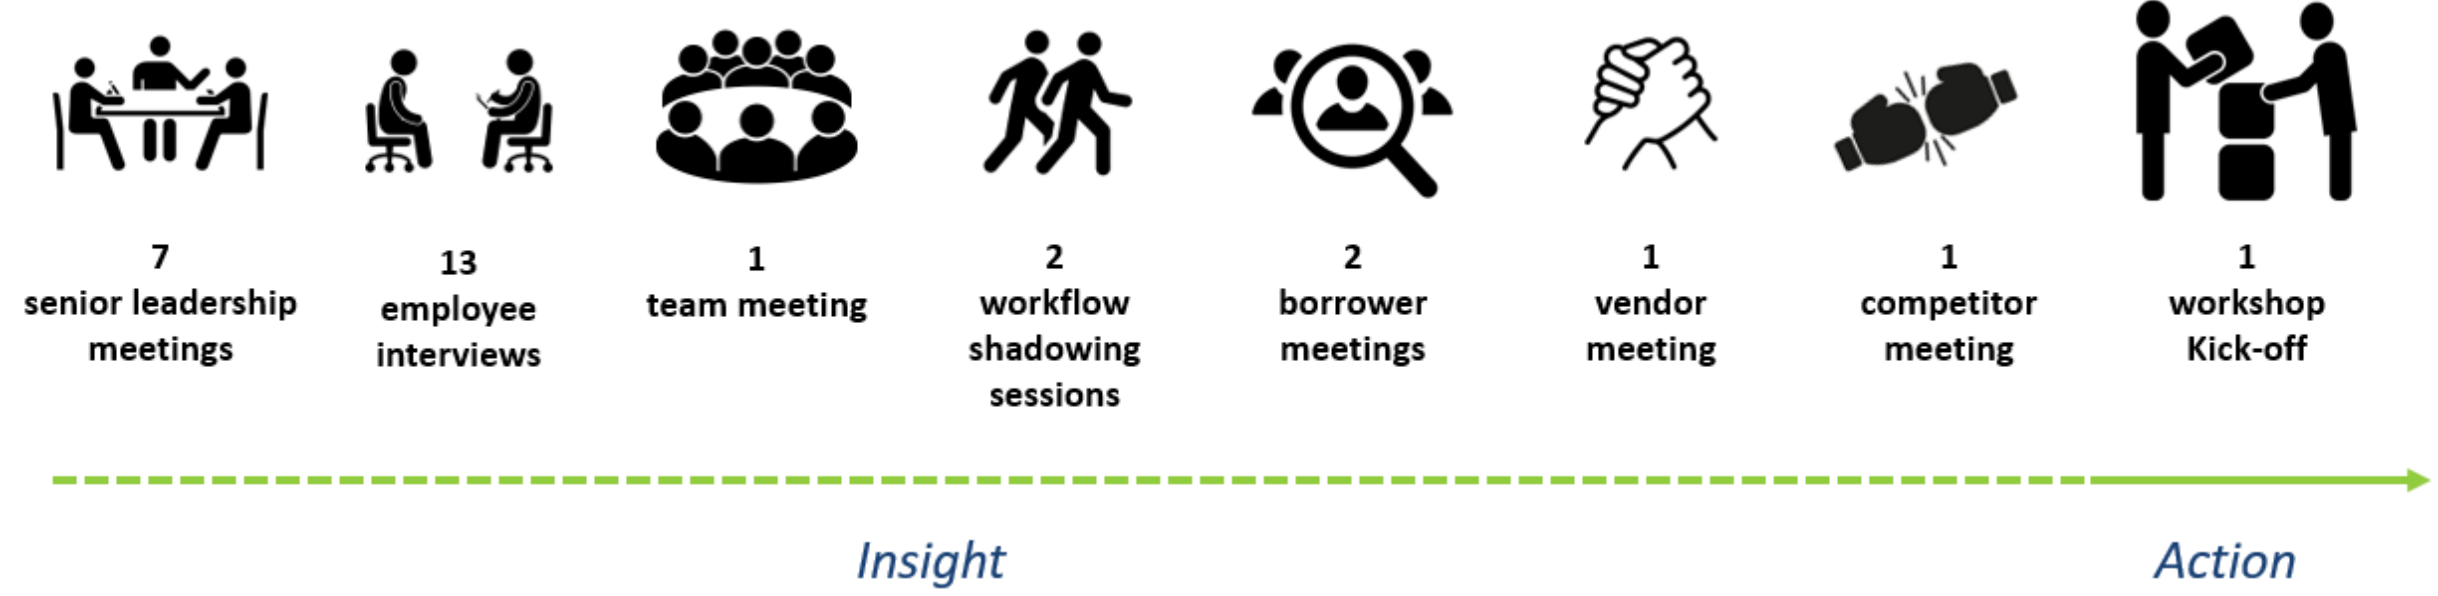 7
senior leadership
meetings
13
employee
interviews
1
team meeting
2
workflow
shadowing
sessions
2
borrower
meetings
1
vendor
meeting
1
competitor
meeting
1
workshop
Kick-off
Insight
Action